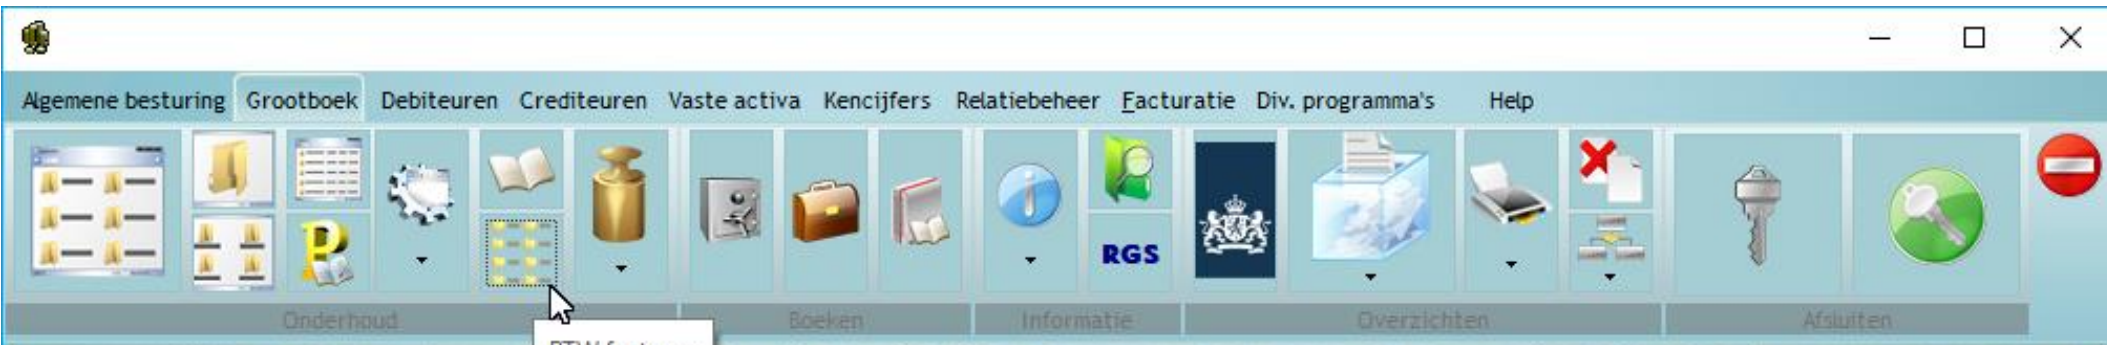 Algemene besturing Grootboek Debiteuren Crediteuren Vaste activa Kencijfers Relatiebeheer Facturatie Div. programma's Help
RGS
Onderhoud Boeken Informatie Overzichten Afsluiten
BTW